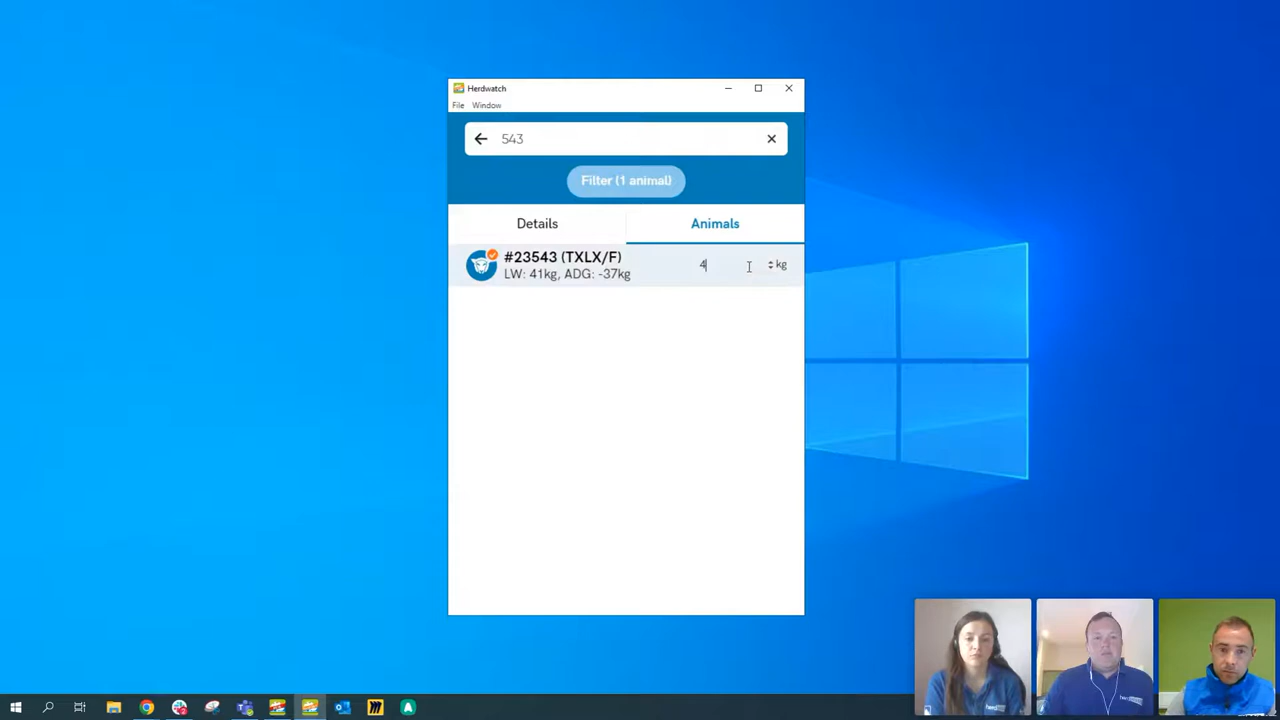 Herdwatch
File Window
543
Filter (1 animal)
Details Animals
#23543 (TXLX/F)
LW: 41kg, ADG: -37kg
4 kg